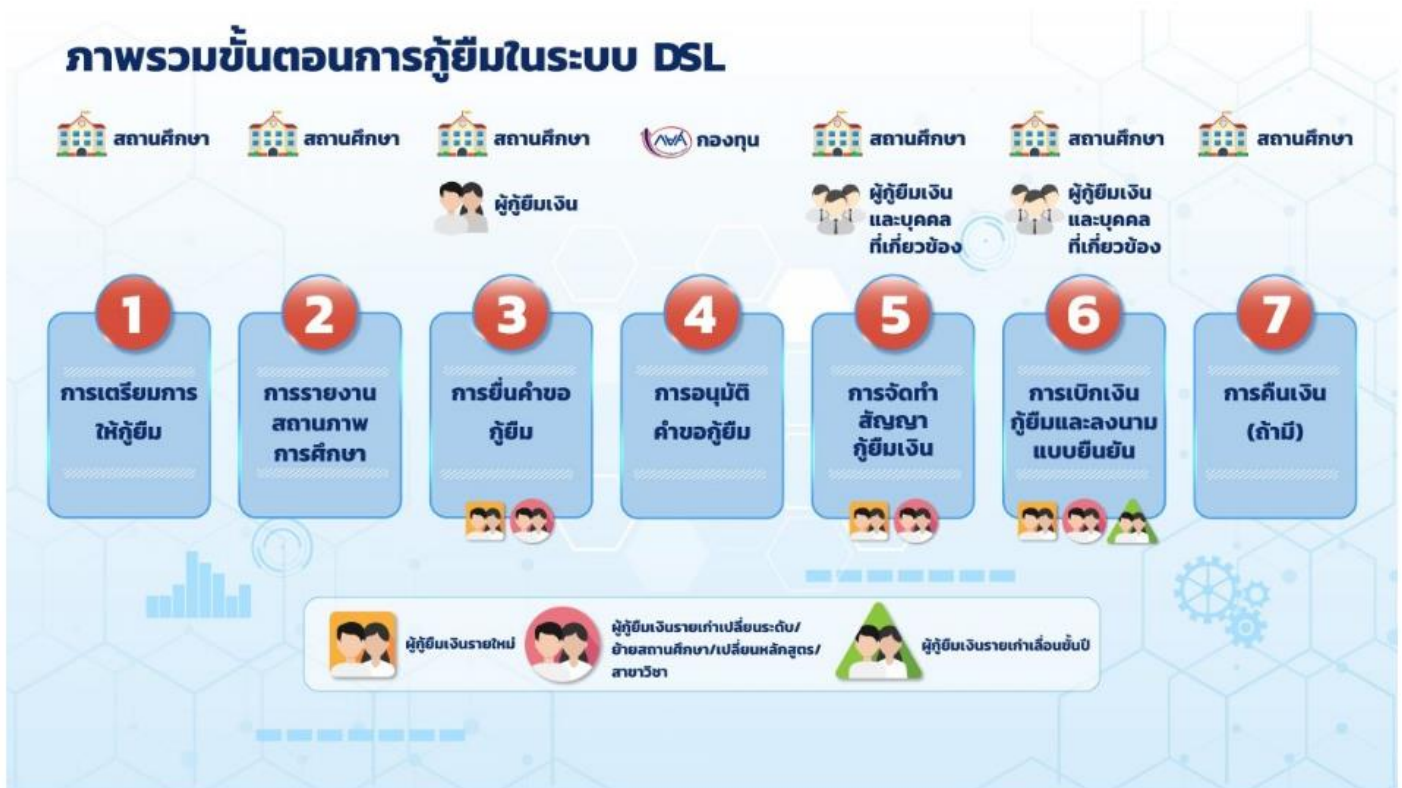 ภาพรวมขั้นตอนการกู้ยืมในระบบ DSL
สถานศึกษา
สถานศึกษา
สถานศึกษา
กยศ
กองทุน
สถานศึกษา
สถานศึกษา
สถานศึกษา
ผู้กู้ยืมเงิน
ผู้กู้ยืมเงิน
และบุคคล
ที่เกี่ยวข้อง
ผู้กู้ยืมเงิน
และบุคคล
ที่เกี่ยวข้อง
1
การเตรียมการ
ให้กู้ยืม
2
การรายงาน
สถานภาพ
การศึกษา
3
การยื่นคำขอ
กู้ยืม
4
การอนุมัติ
คำขอกู้ยืม
5
การจัดทำ
สัญญา
กู้ยืมเงิน
6
การเบิกเงิน
กู้ยืมและลงนาม
แบบยืนยัน
7
การคืนเงิน
(ถ้ามี)
ผู้กู้ยืมเงินรายใหม่
ผู้กู้ยืมเงินรายเก่าเปลี่ยนระดับ/
ย้ายสถานศึกษา/เปลี่ยนหลักสูตร/
สาขาวิชา
ผู้กู้ยืมเงินรายเก่าเลื่อนชั้นปี